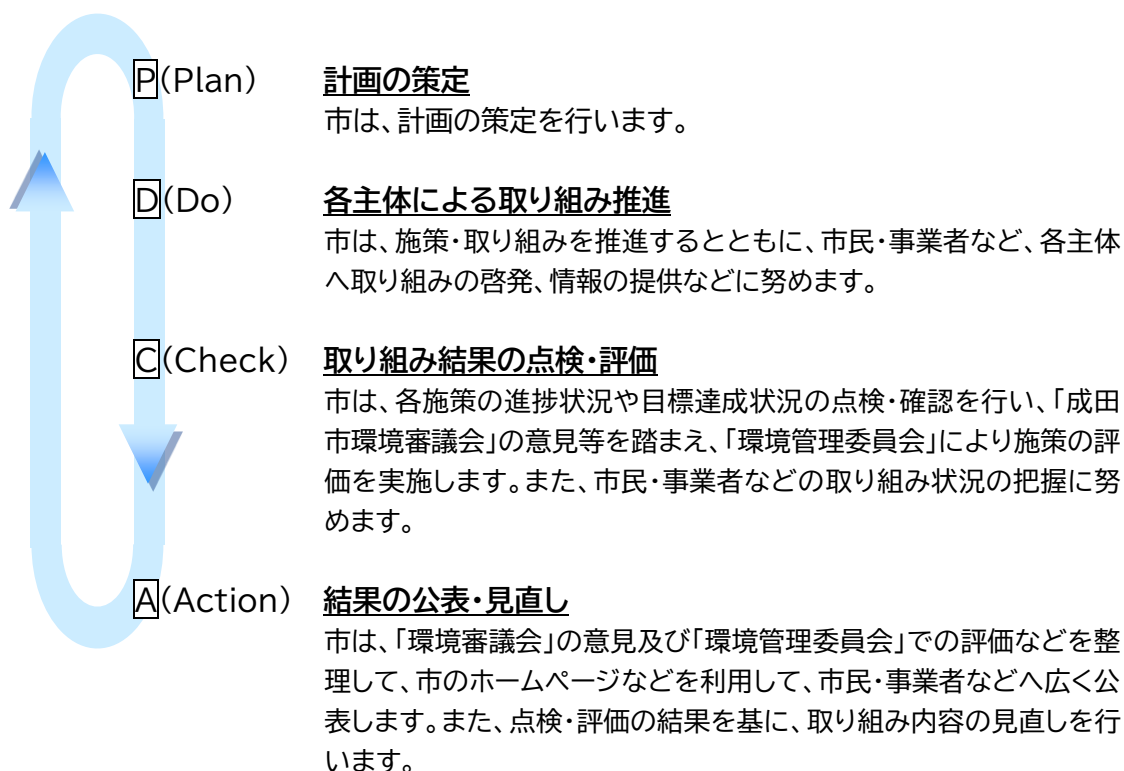 P(Plan) 計画の策定
市は、計画の策定を行います。
D(Do) 各主体による取り組み推進
市は、施策・取り組みを推進するとともに、市民・事業者など、各主体
へ取り組みの啓発、情報の提供などに努めます。
C(Check) 取り組み結果の点検・評価
市は、各施策の進捗状況や目標達成状況の点検・確認を行い、「成田
市環境審議会」の意見等を踏まえ、「環境管理委員会」により施策の評
価を実施します。また、市民・事業者などの取り組み状況の把握に努
めます。
A(Action) 結果の公表・見直し
市は、「環境審議会」の意見及び「環境管理委員会」での評価などを整
理して、市のホームページなどを利用して、市民・事業者などへ広く公
表します。また、点検・評価の結果を基に、取り組み内容の見直しを行
います。